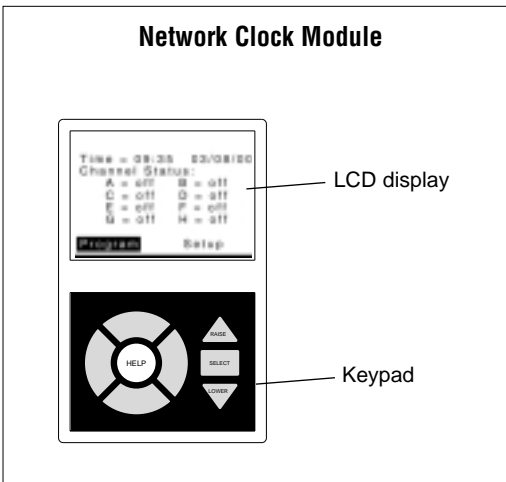 Network Clock Module
Time = 09:35 03/08/00
Channel Status:
A = off B = off
C = off D = off
E = off F = off
G = off H = off
Program Setup
LCD display
HELP
RAISE
SELECT
LOWER
Keypad